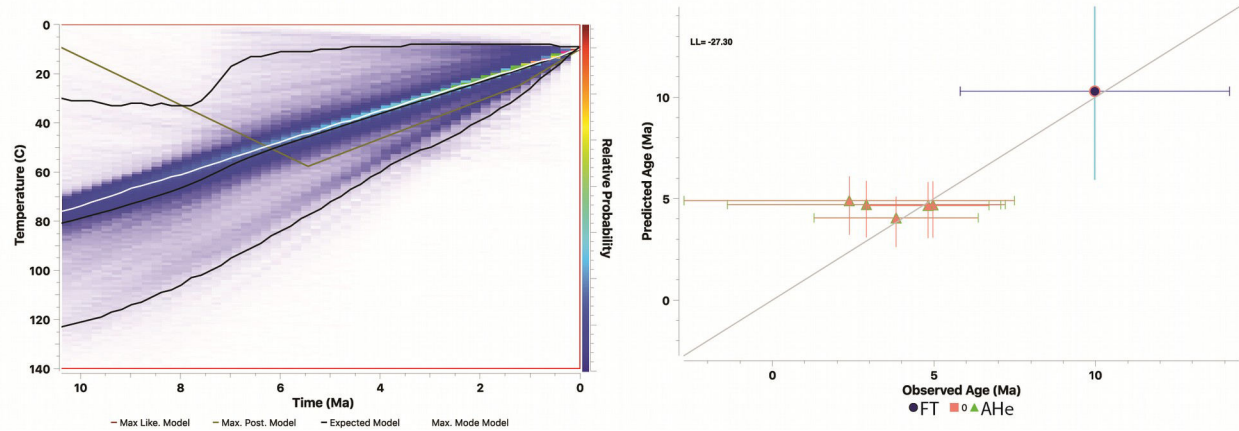 0
20
40
60
80
100
120
140
Temperature (C)
10
8
6
4
2
0
Time (Ma)
Relative Probability
Max Like. Model
Max. Post. Model
Expected Model
Max. Mode Model
LL= -27.30
10
5
0
Predicted Age (Ma)
0
5
10
Observed Age (Ma)
FT 0 AHe